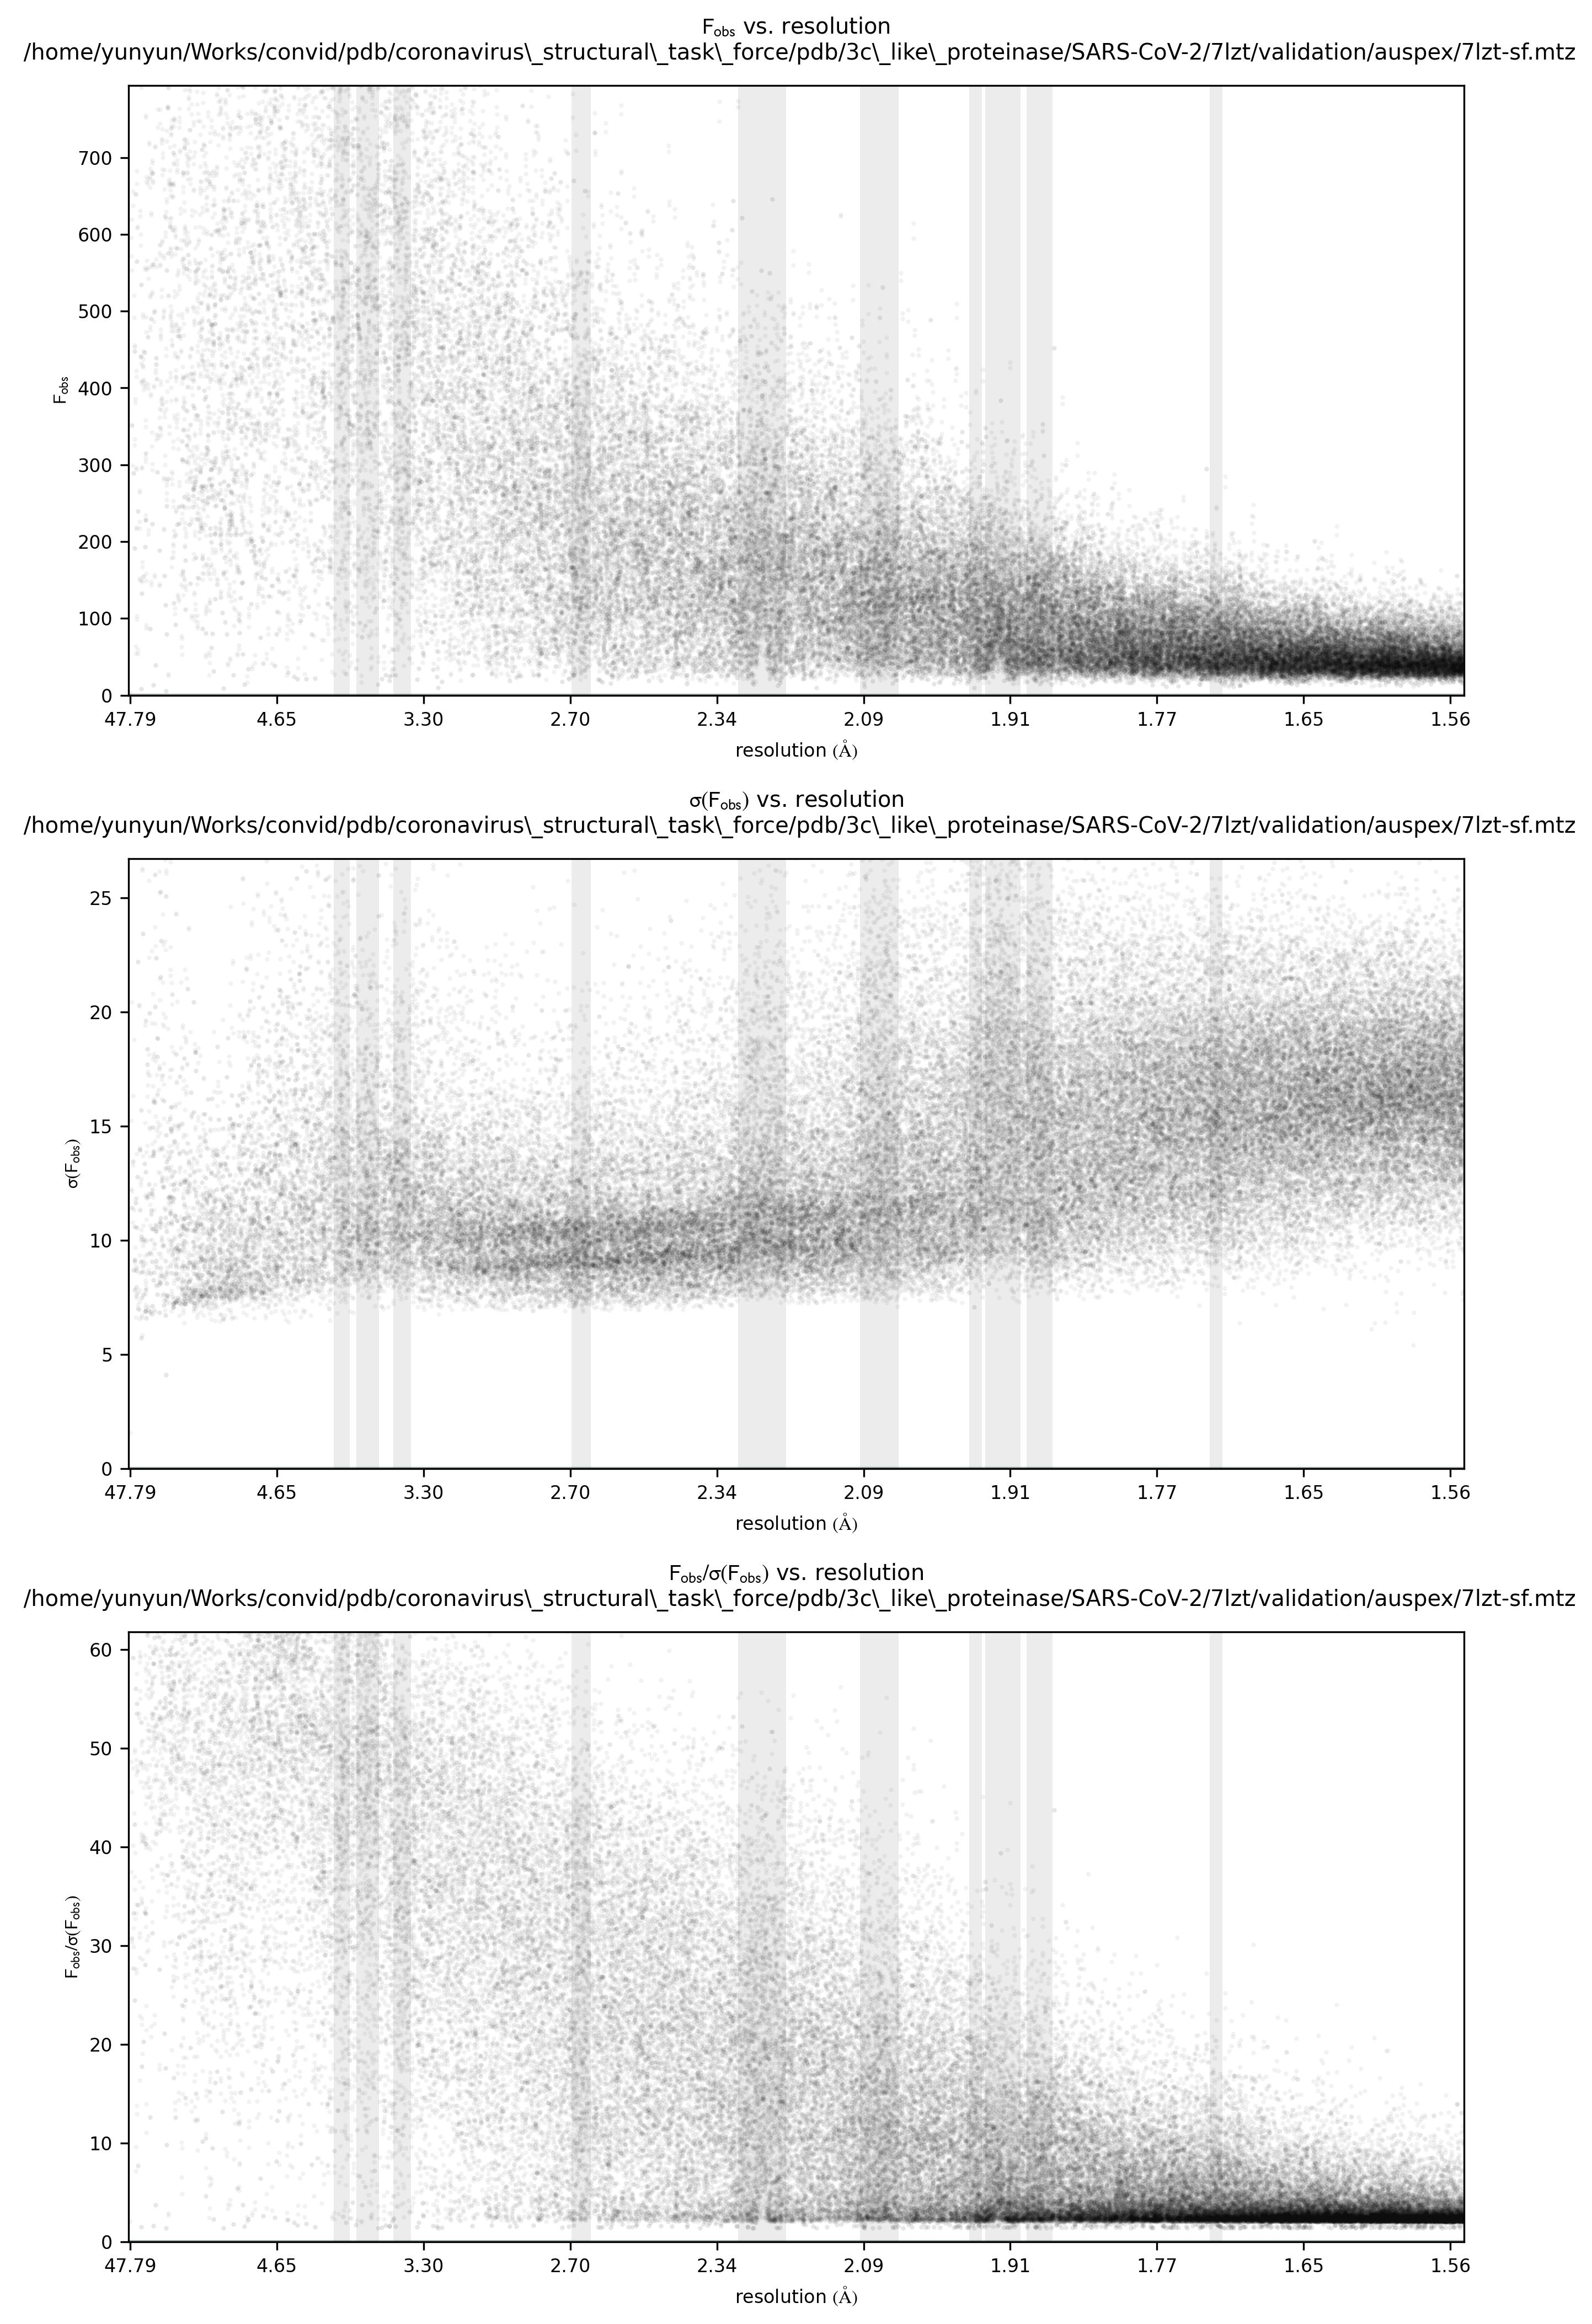 Fobs vs. resolution
/home/yunyun/Works/convid/pdb/coronavirus\_structural\_task\_force/pdb/3c\_like\_proteinase/SARS-CoV-2/7lzt/validation/auspex/7lzt-sf.mtz
700
600
500
400
300
200
100
0
Fobs
47.79 4.65 3.30 2.70 2.34 2.09 1.91 1.77 1.65 1.56
resolution (Å)
σ(Fobs) vs. resolution
/home/yunyun/Works/convid/pdb/coronavirus\_structural\_task\_force/pdb/3c\_like\_proteinase/SARS-CoV-2/7lzt/validation/auspex/7lzt-sf.mtz
25
20
15
10
5
0
σ(Fobs)
47.79 4.65 3.30 2.70 2.34 2.09 1.91 1.77 1.65 1.56
resolution (Å)
Fobs/σ(Fobs) vs. resolution
/home/yunyun/Works/convid/pdb/coronavirus\_structural\_task\_force/pdb/3c\_like\_proteinase/SARS-CoV-2/7lzt/validation/auspex/7lzt-sf.mtz
60
50
40
30
20
10
0
Fobs/σ(Fobs)
47.79 4.65 3.30 2.70 2.34 2.09 1.91 1.77 1.65 1.56
resolution (Å)